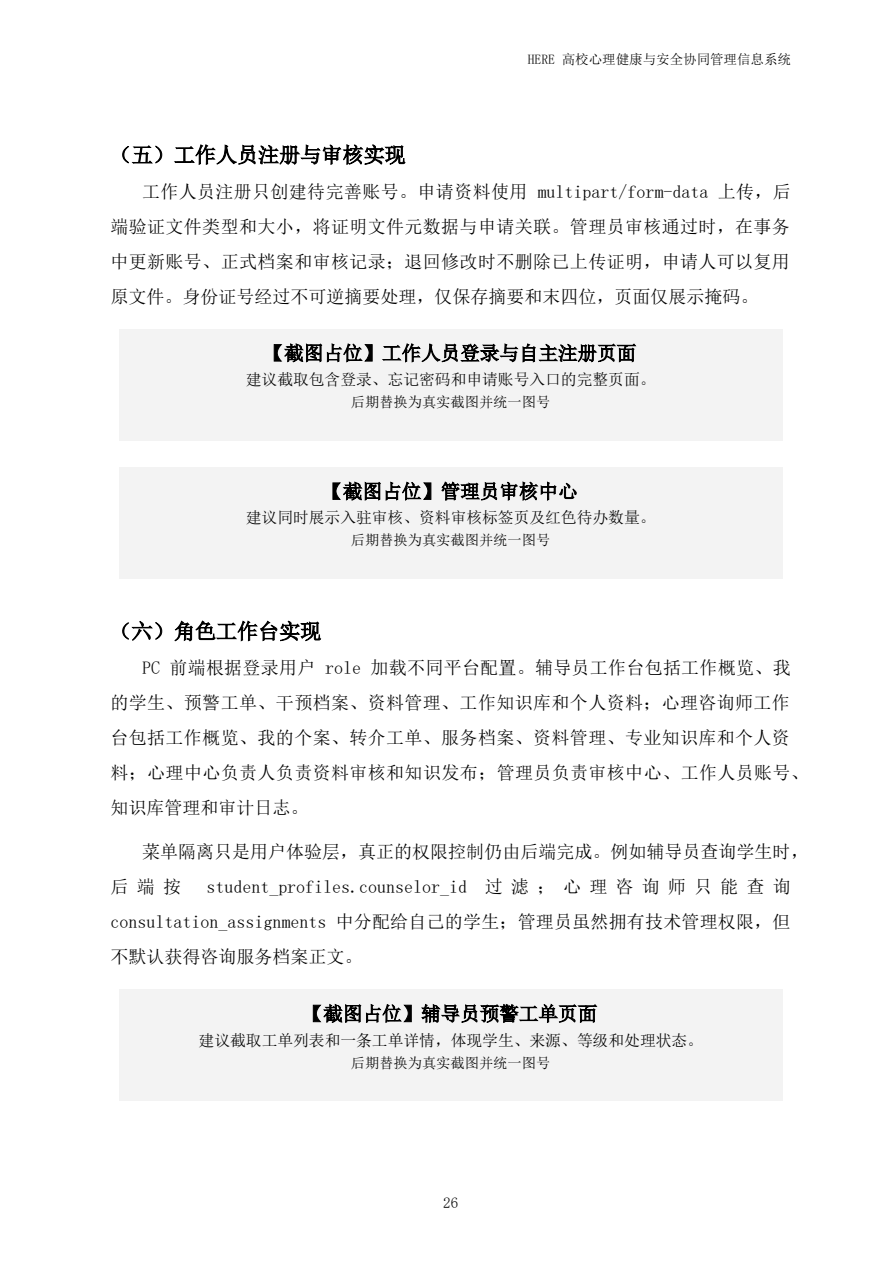 HERE 高校心理健康与安全协同管理信息系统
（五）工作人员注册与审核实现
工作人员注册只创建待完善账号。申请资料使用 multipart/form-data 上传，后
端验证文件类型和大小，将证明文件元数据与申请关联。管理员审核通过时，在事务
中更新账号、正式档案和审核记录；退回修改时不删除已上传证明，申请人可以复用
原文件。身份证号经过不可逆摘要处理，仅保存摘要和末四位，页面仅展示掩码。
【截图占位】工作人员登录与自主注册页面
建议截取包含登录、忘记密码和申请账号入口的完整页面。
后期替换为真实截图并统一图号
【截图占位】管理员审核中心
建议同时展示入驻审核、资料审核标签页及红色待办数量。
后期替换为真实截图并统一图号
（六）角色工作台实现
PC 前端根据登录用户 role 加载不同平台配置。辅导员工作台包括工作概览、我
的学生、预警工单、干预档案、资料管理、工作知识库和个人资料；心理咨询师工作
台包括工作概览、我的个案、转介工单、服务档案、资料管理、专业知识库和个人资
料；心理中心负责人负责资料审核和知识发布；管理员负责审核中心、工作人员账号、
知识库管理和审计日志。
菜单隔离只是用户体验层，真正的权限控制仍由后端完成。例如辅导员查询学生时，
后端按 student_profiles.counselor_id 过滤；心理咨询师只能查询
consultation_assignments 中分配给自己的学生；管理员虽然拥有技术管理权限，但
不默认获得咨询服务档案正文。
【截图占位】辅导员预警工单页面
建议截取工单列表和一条工单详情，体现学生、来源、等级和处理状态。
后期替换为真实截图并统一图号
26